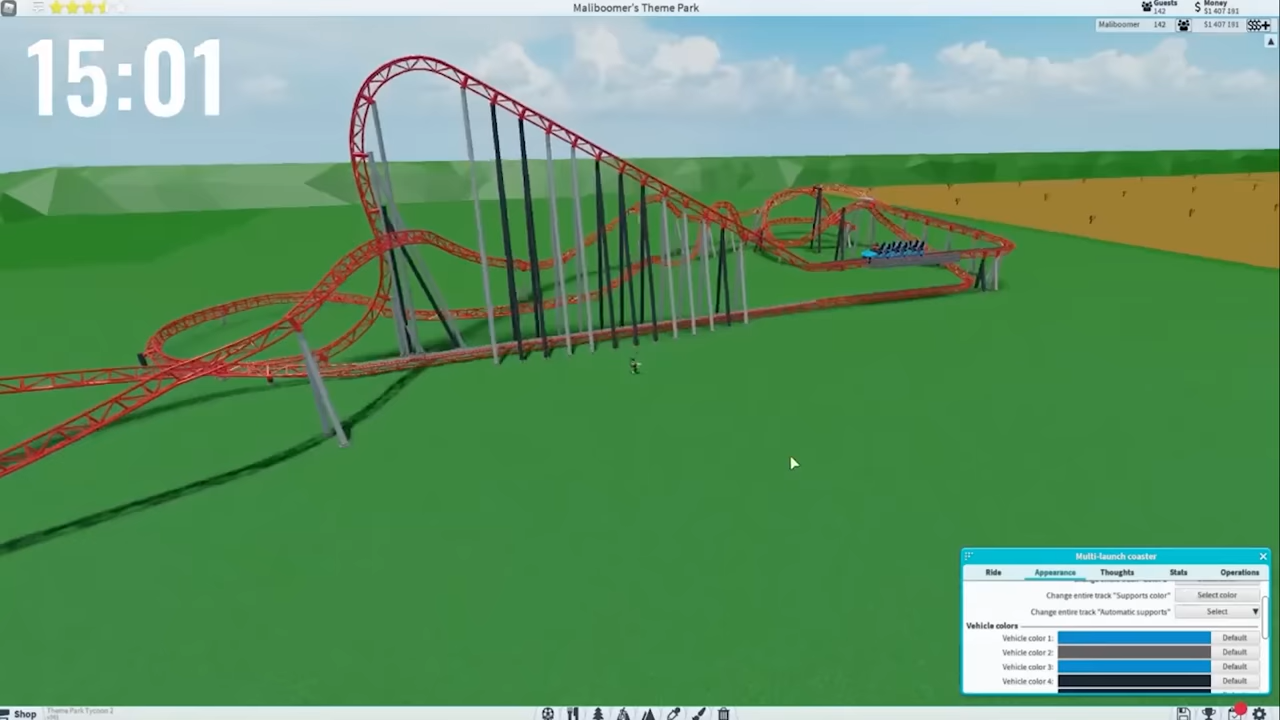 Maliboomer's Theme Park
Guests
142
Money
$1 407 191
Maliboomer 142 $1 407 191
15:01
Multi-launch coaster
Ride Appearance Thoughts Stats Operations
Change entire track "Supports color" Select color
Change entire track "Automatic supports" Select
Vehicle colors
Vehicle color 1: Default
Vehicle color 2: Default
Vehicle color 3: Default
Vehicle color 4: Default
Shop
Theme Park Tycoon 2